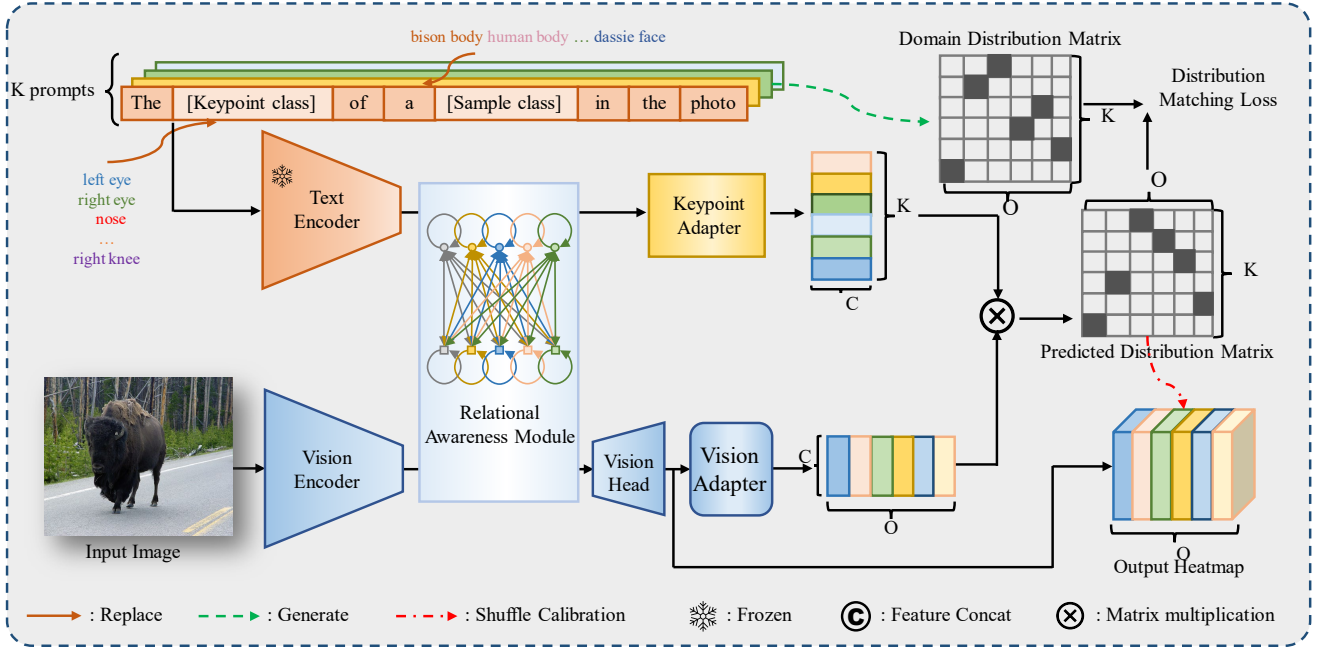 bison body human body … dassie face
K prompts
The [Keypoint class] of a [Sample class] in the photo
left eye
right eye
nose
…
right knee
Text
Encoder
Relational
Awareness Module
Keypoint
Adapter
K
C
Domain Distribution Matrix
K
O
Distribution
Matching Loss
O
K
Predicted Distribution Matrix
Input Image
Vision
Encoder
Vision
Head
Vision
Adapter
C
O
O
Output Heatmap
: Replace
: Generate
: Shuffle Calibration
: Frozen
C : Feature Concat
: Matrix multiplication